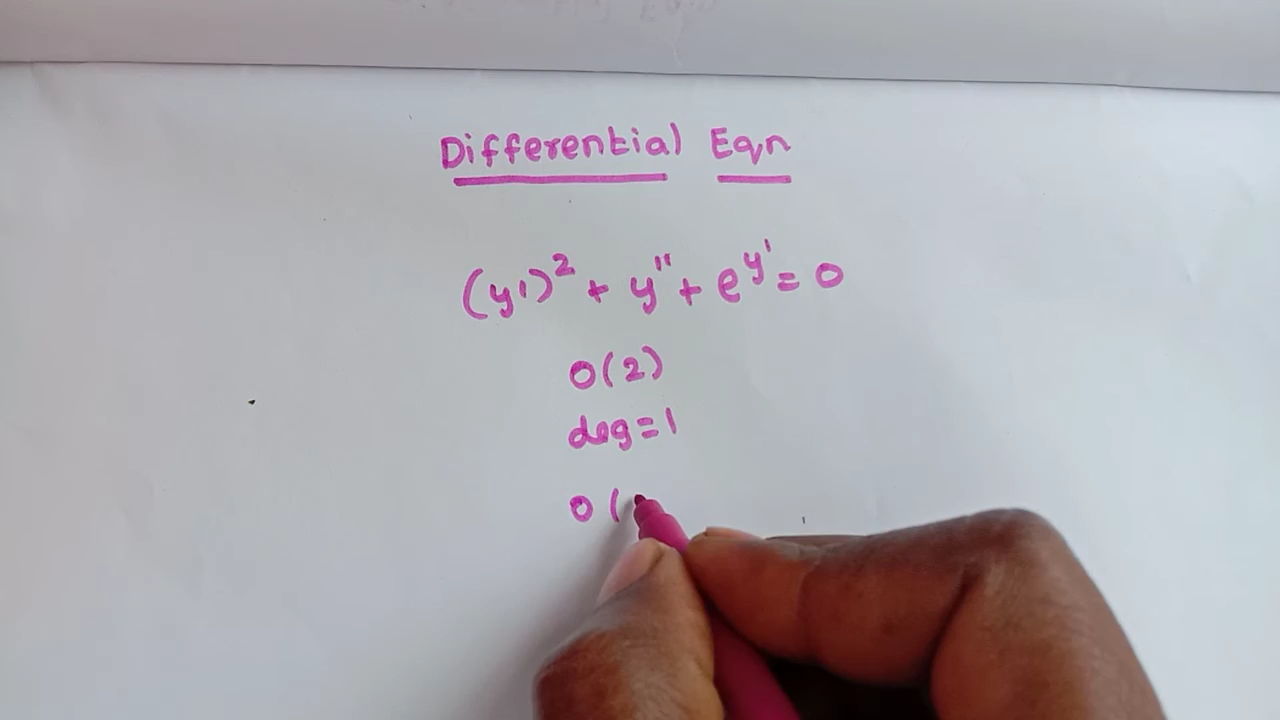 Differential Eqn
(y')² + y'' + e^y' = 0
O(2)
deg=1
O(